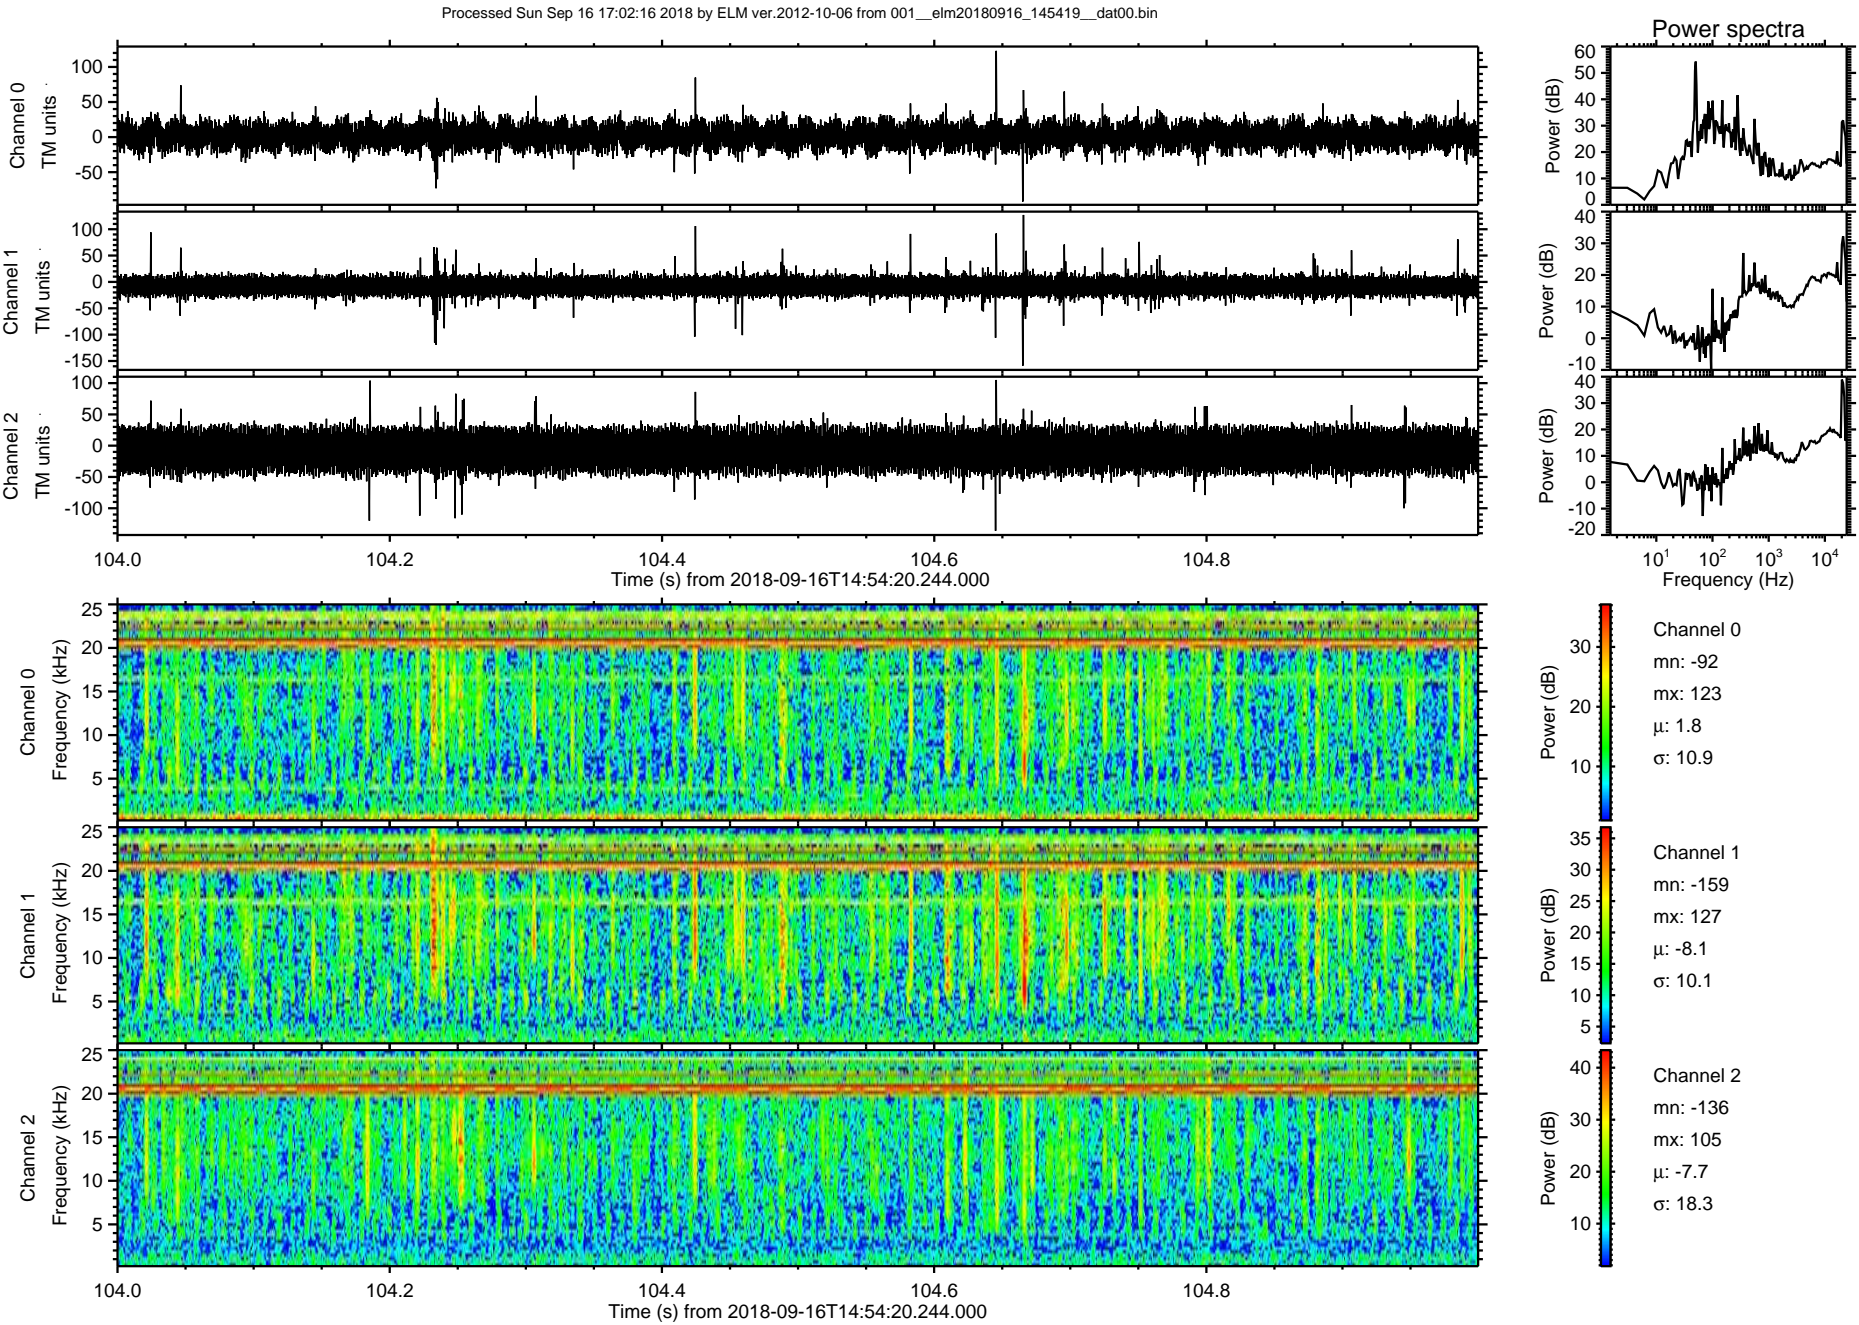 Processed Sun Sep 16 17:02:16 2018 by ELM ver.2012-10-06 from 001__elm20180916_145419__dat00.bin
Power spectra
Channel 0
TM units
100
50
0
-50
Power (dB)
60
50
40
30
20
10
0
Channel 1
TM units
100
50
0
-50
-100
-150
Power (dB)
40
30
20
10
0
-10
Channel 2
TM units
100
50
0
-50
-100
Power (dB)
40
30
20
10
0
-10
-20
104.0 104.2 104.4 104.6 104.8
Time (s) from 2018-09-16T14:54:20.244.000
10^1 10^2 10^3 10^4
Frequency (Hz)
Channel 0
Frequency (kHz)
25
20
15
10
5
Power (dB)
30
20
10
Channel 0
mn: -92
mx: 123
μ: 1.8
σ: 10.9
Channel 1
Frequency (kHz)
25
20
15
10
5
Power (dB)
35
30
25
20
15
10
5
Channel 1
mn: -159
mx: 127
μ: -8.1
σ: 10.1
Channel 2
Frequency (kHz)
25
20
15
10
5
Power (dB)
40
30
20
10
Channel 2
mn: -136
mx: 105
μ: -7.7
σ: 18.3
104.0 104.2 104.4 104.6 104.8
Time (s) from 2018-09-16T14:54:20.244.000